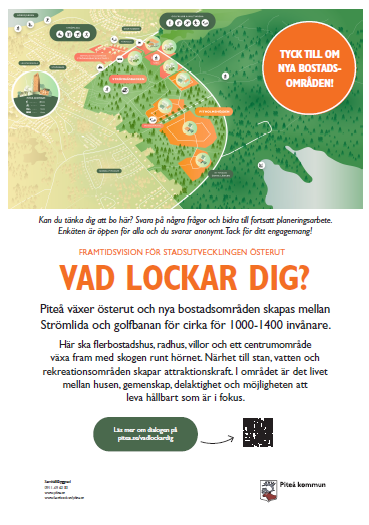 TYCK TILL OM
NYA BOSTADS-
OMRÅDEN!
Kan du tänka dig att bo här? Svara på några frågor och bidra till fortsatt planeringsarbete.
Enkäten är öppen för alla och du svarar anonymt. Tack för ditt engagemang!
FRAMTIDSVISION FÖR STADSUTVECKLINGEN ÖSTERUT
VAD LOCKAR DIG?
Piteå växer österut och nya bostadsområden skapas mellan
Strömlida och golfbanan för cirka för 1000-1400 invånare.
Här ska flerbostadshus, radhus, villor och ett centrumområde
växa fram med skogen runt hörnet. Närhet till stan, vatten och
rekreationsområden skapar attraktionskraft. I området är det livet
mellan husen, gemenskap, delaktighet och möjligheten att
leva hållbart som är i fokus.
Läs mer om dialogen på
pitea.se/vadlockardig
Samhällsbyggnad
www.pitea.se
Piteå kommun